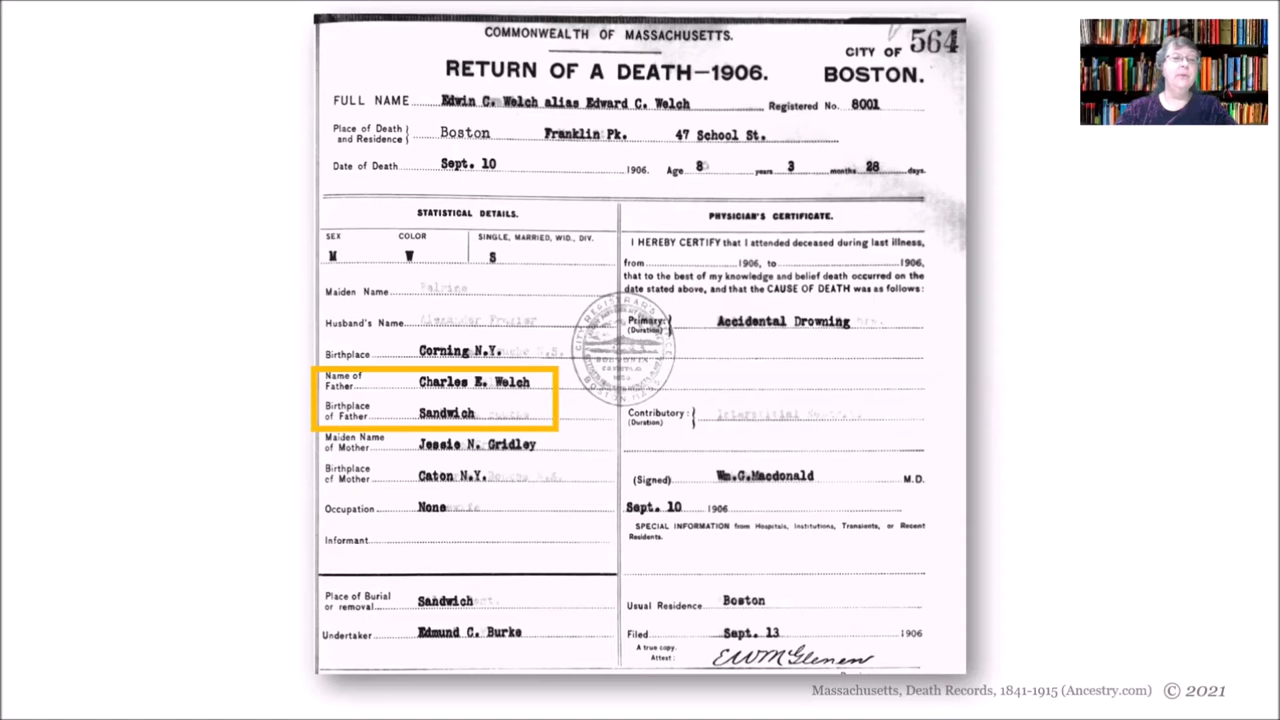 COMMONWEALTH OF MASSACHUSETTS.
CITY OF 564
RETURN OF A DEATH—1906. BOSTON.
FULL NAME Edwin C. Welch alias Edward C. Welch Registered No. 8001
Place of Death and Residence } Boston Franklin Pk. 47 School St.
Date of Death Sept. 10 1906. Age 8 years 3 months 28 days.
STATISTICAL DETAILS.
SEX COLOR SINGLE, MARRIED, WID., DIV.
M W S
Maiden Name
Husband's Name Alexander Frazier
Birthplace Corning N.Y.
Name of Father Charles E. Welch
Birthplace of Father Sandwich
Maiden Name of Mother Jessie N. Gridley
Birthplace of Mother Caton N.Y.
Occupation None
Informant
Place of Burial or removal Sandwich
Undertaker Edmund C. Burke
PHYSICIAN'S CERTIFICATE.
I HEREBY CERTIFY that I attended deceased during last illness,
from 1906, to 1906,
that to the best of my knowledge and belief death occurred on the
date stated above, and that the CAUSE OF DEATH was as follows:
Primary: (Duration) } Accidental Drowning
Contributory: (Duration) }
(Signed) Wm.G.Macdonald M.D.
Sept. 10 1906
SPECIAL INFORMATION from Hospitals, Institutions, Transients, or Recent
Residents.
Usual Residence Boston
Filed Sept. 13 1906
A true copy.
Attest: EWMcGlenen
Massachusetts, Death Records, 1841-1915 (Ancestry.com) © 2021